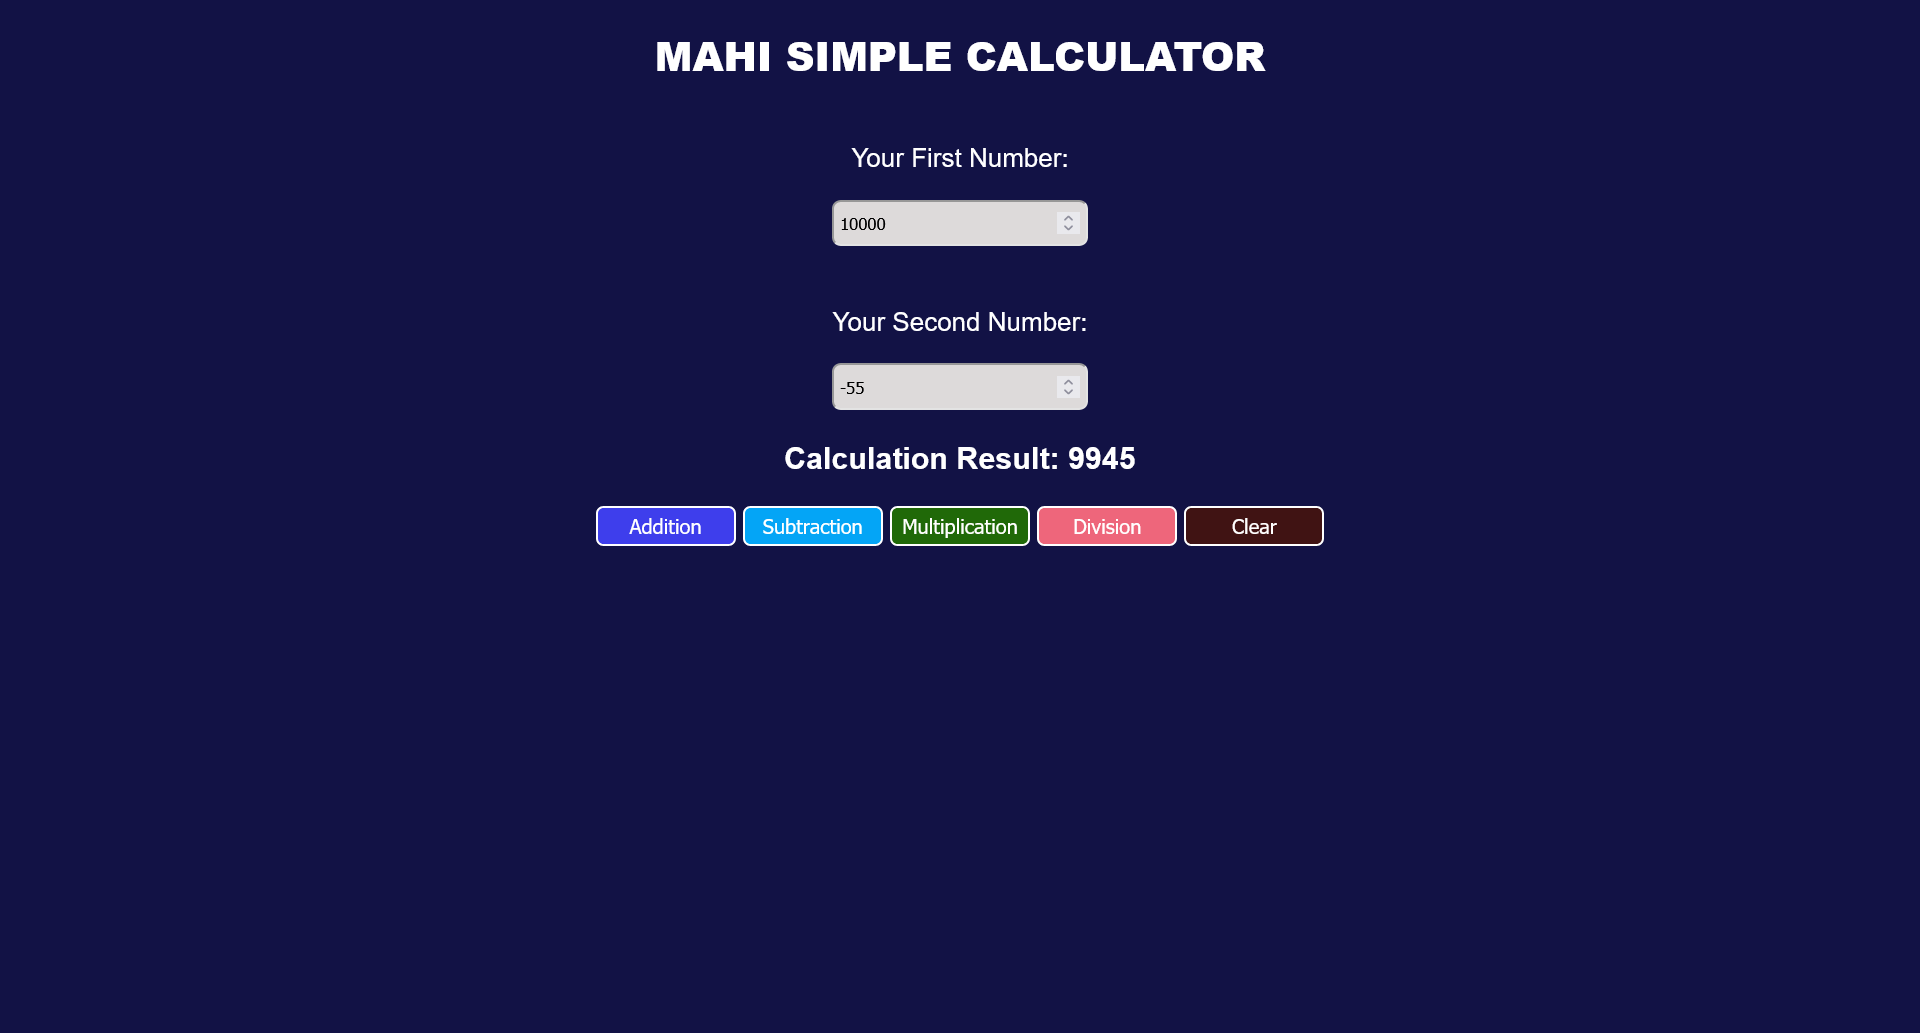 MAHI SIMPLE CALCULATOR
Your First Number:
10000
Your Second Number:
-55
Calculation Result: 9945
Addition Subtraction Multiplication Division Clear